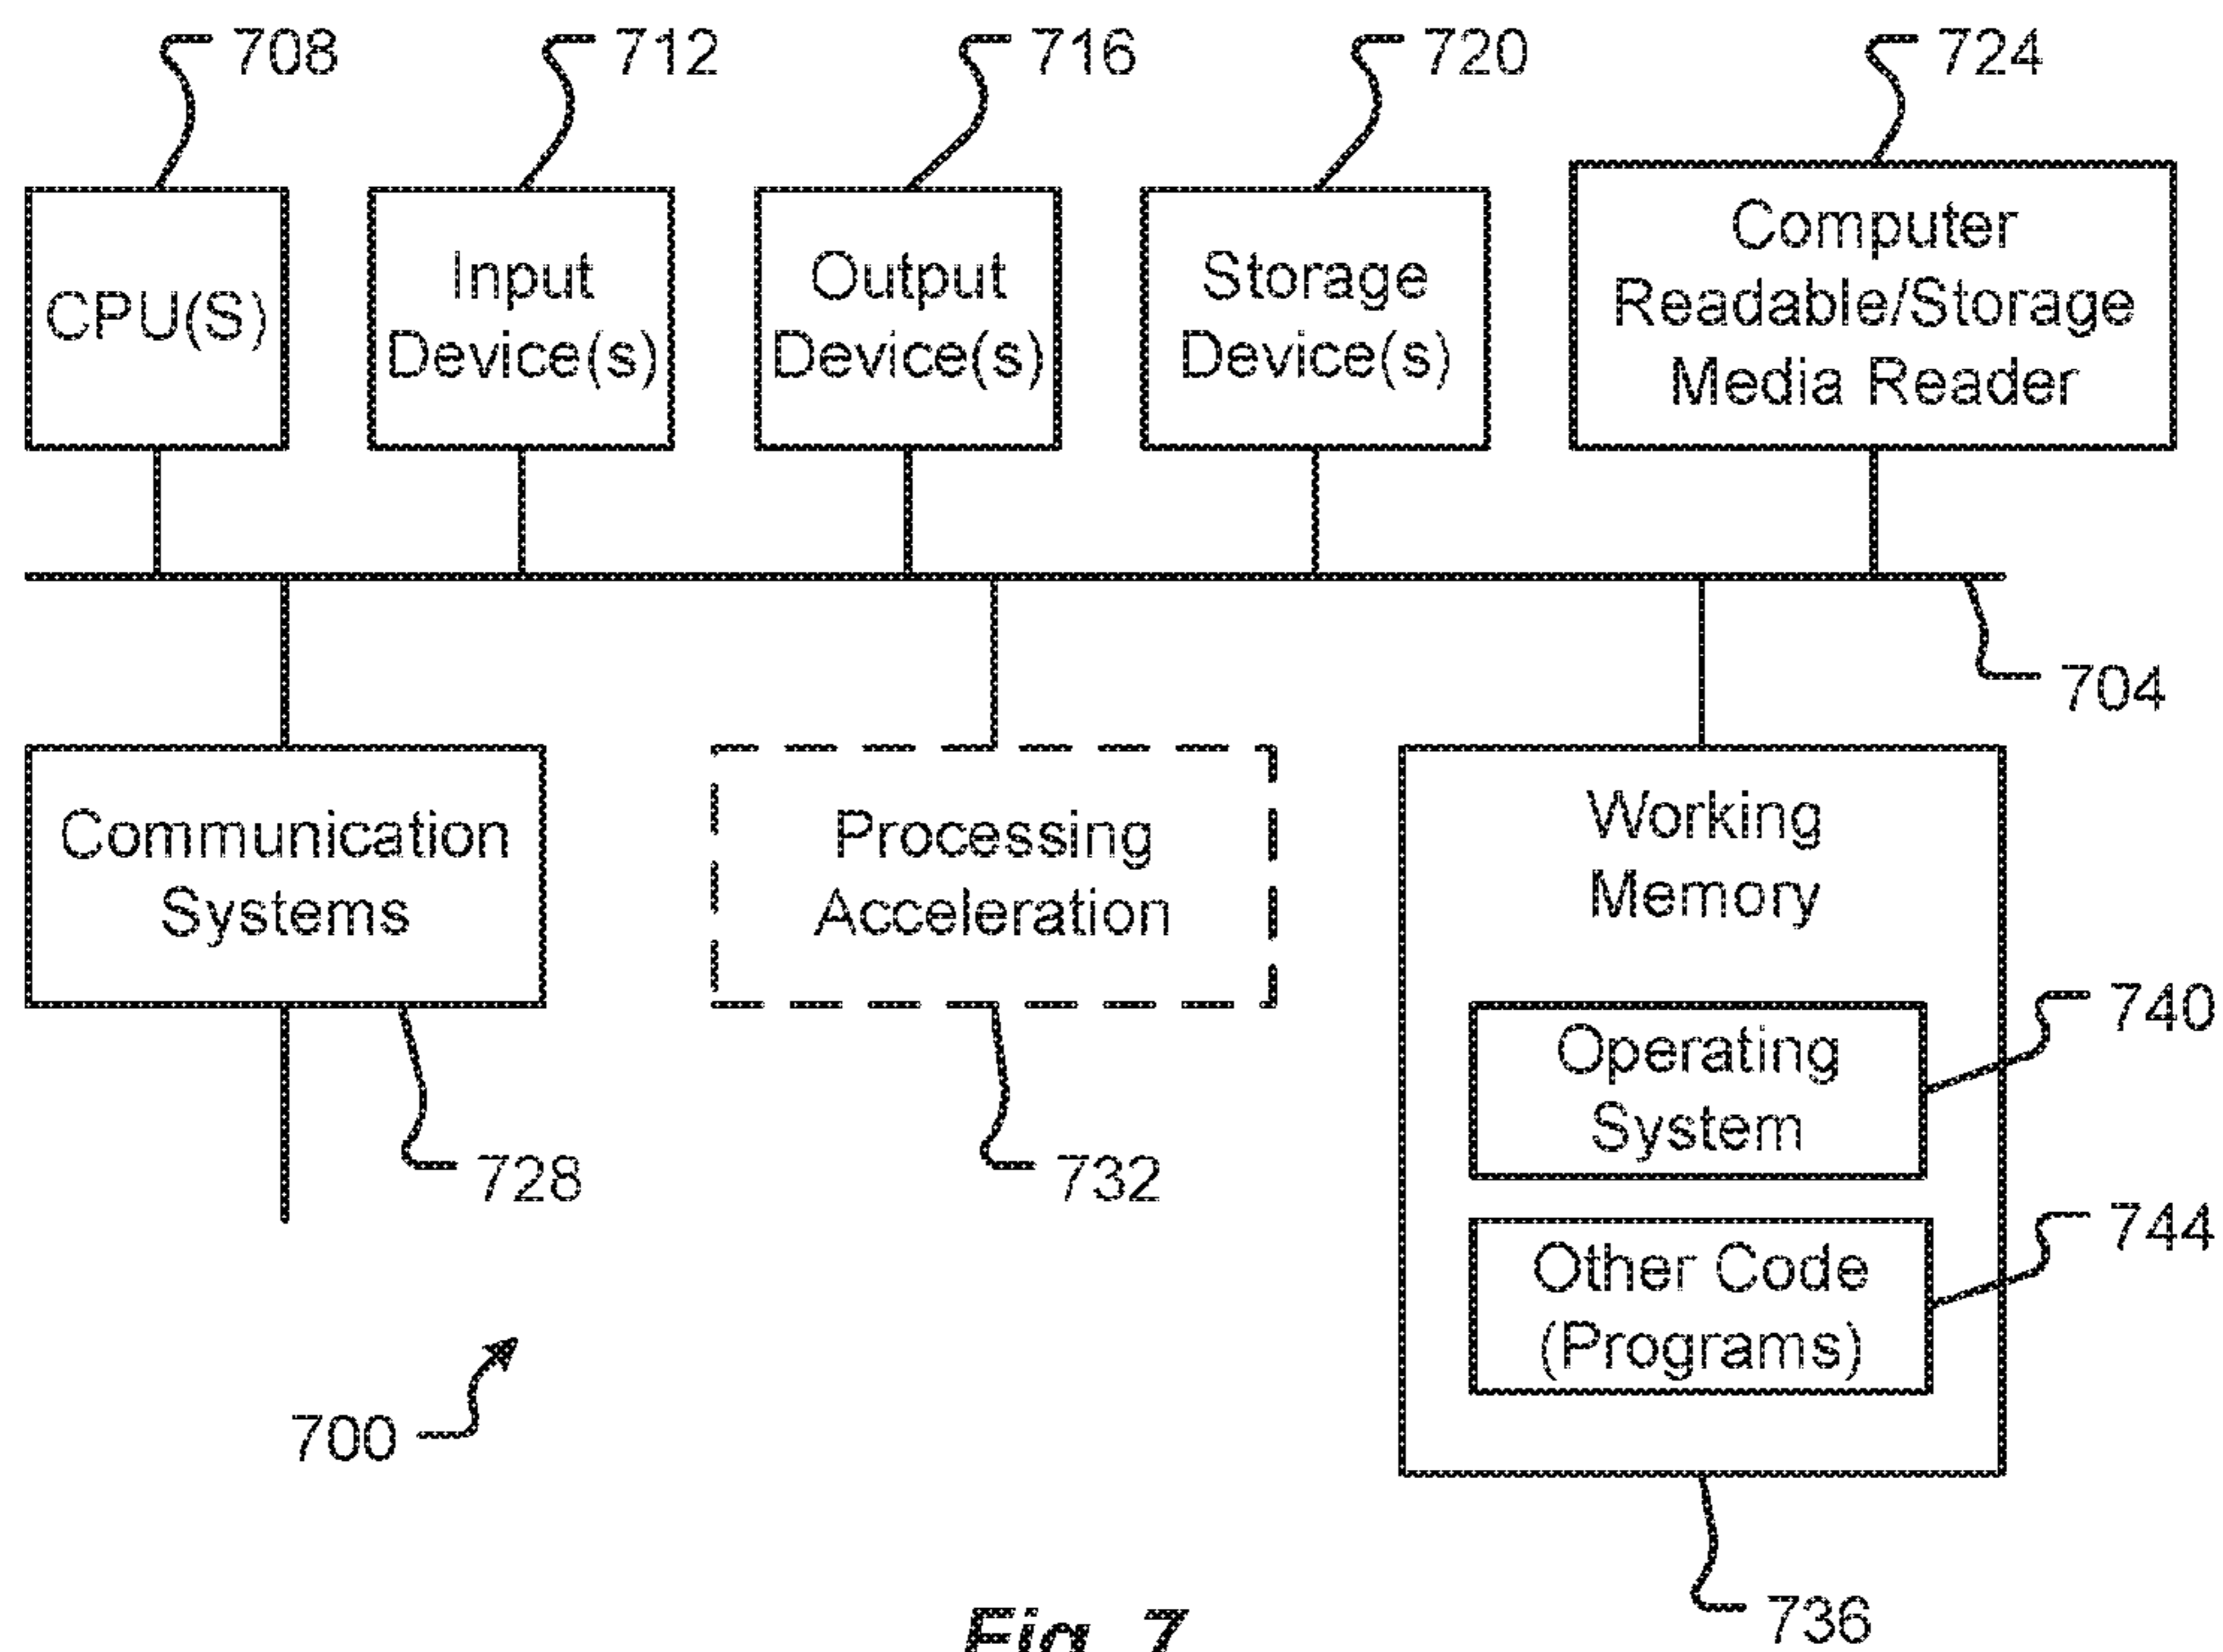 708
712
716
720
724
CPU(S)
Input
Device(s)
Output
Device(s)
Storage
Device(s)
Computer
Readable/Storage
Media Reader
704
Communication
Systems
Processing
Acceleration
Working
Memory
Operating
System
740
728
732
Other Code
(Programs)
744
700
736
Fig. 7